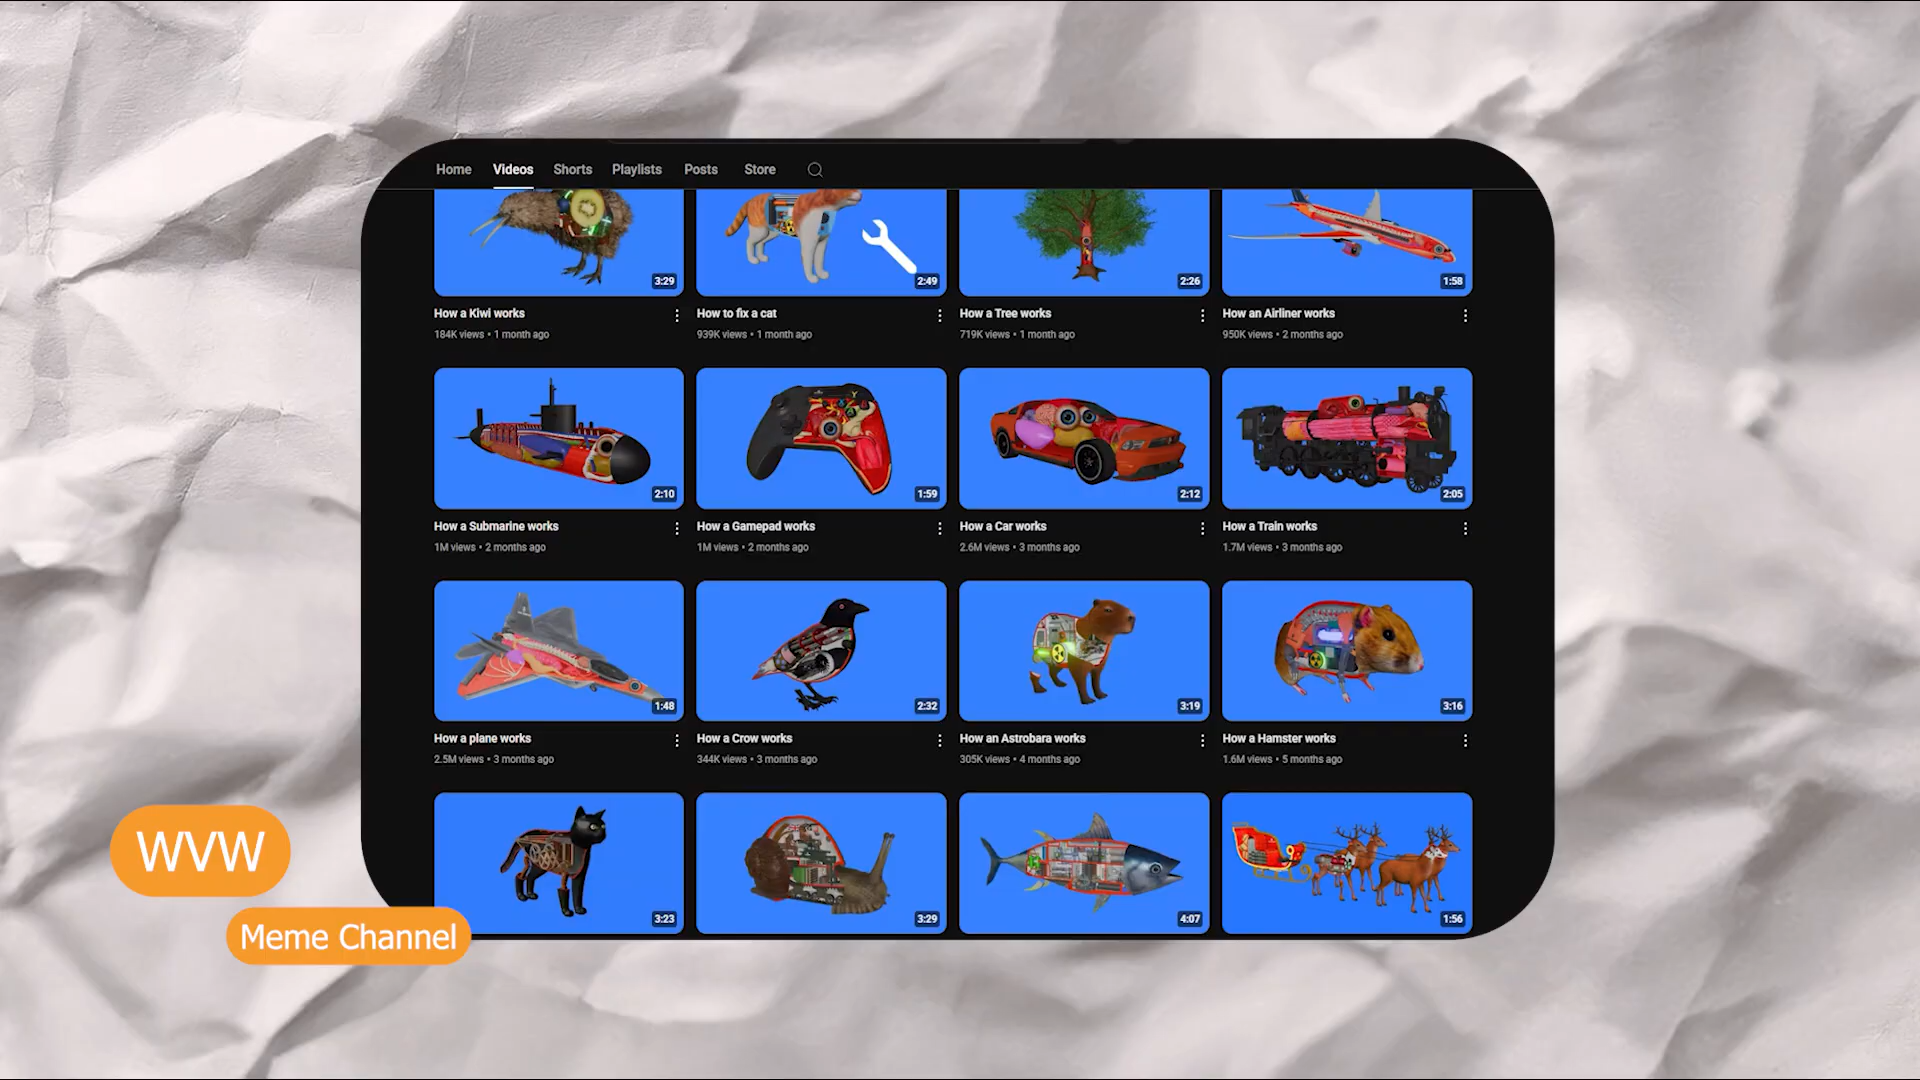 Home Videos Shorts Playlists Posts Store
3:29 2:49 2:26 1:58
How a Kiwi works How to fix a cat How a Tree works How an Airliner works
184K views • 1 month ago 939K views • 1 month ago 719K views • 1 month ago 950K views • 2 months ago
2:10 1:59 2:12 2:05
How a Submarine works How a Gamepad works How a Car works How a Train works
1M views • 2 months ago 1M views • 2 months ago 2.6M views • 3 months ago 1.7M views • 3 months ago
1:48 2:32 3:19 3:16
How a plane works How a Crow works How an Astrobara works How a Hamster works
2.5M views • 3 months ago 344K views • 3 months ago 305K views • 4 months ago 1.6M views • 5 months ago
3:23 3:29 4:07 1:56
WVW
Meme Channel